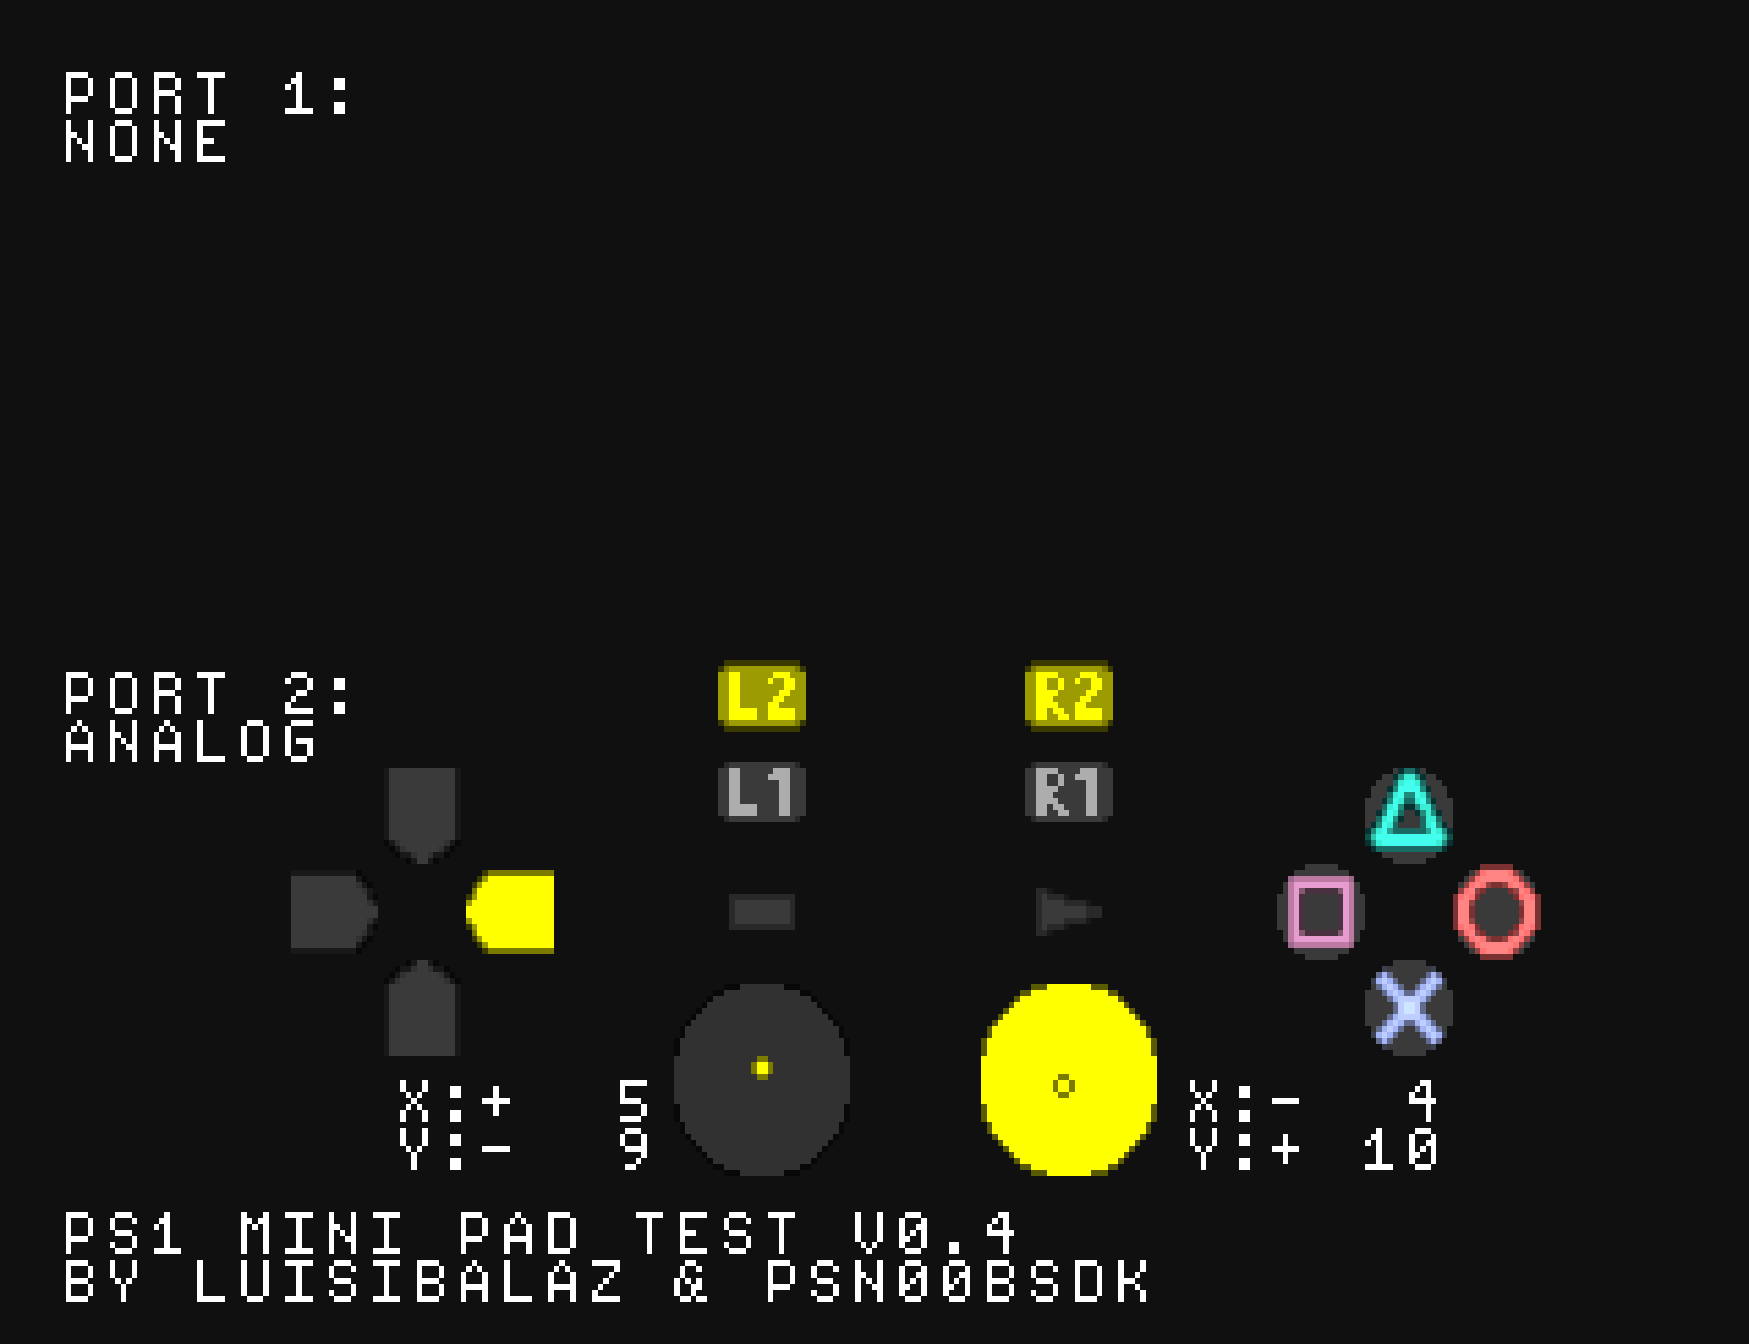 PORT 1:
NONE
PORT 2:
ANALOG
L2 R2
L1 R1
X:+ 5
Y:- 9
X:- 4
Y:+ 10
PS1 MINI PAD TEST V0.4
BY LUISIBALAZ & PSN00BSDK